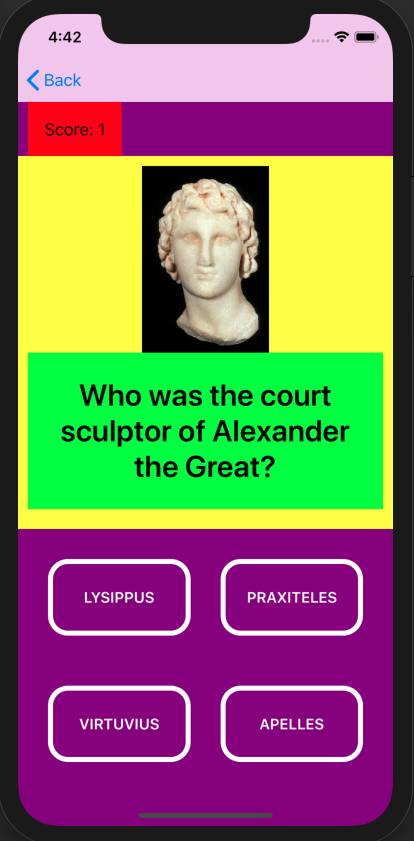 4:42
Back
Score: 1
Who was the court
sculptor of Alexander
the Great?
LYSIPPUS
PRAXITELES
VIRTUVIUS
APELLES